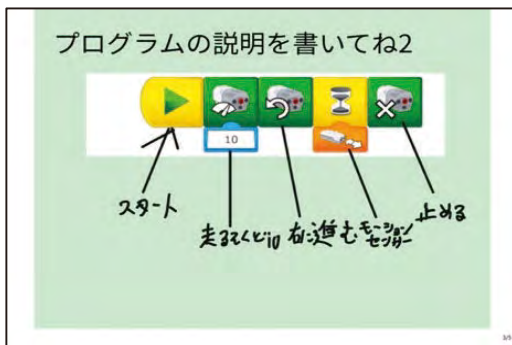 プログラムの説明を書いてね2
10
スタート
走るそくど10
右に進む
モーション
センサー
止める
3/5